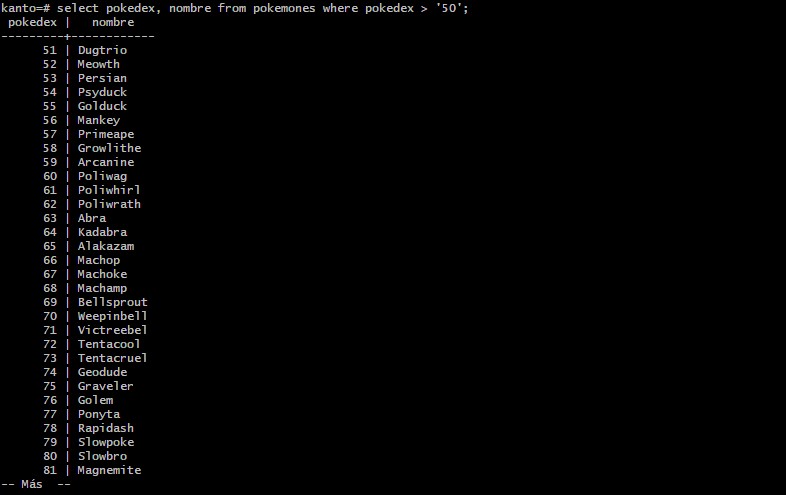 kanto=# select pokedex, nombre from pokemones where pokedex > '50';
 pokedex |   nombre
---------+------------
      51 | Dugtrio
      52 | Meowth
      53 | Persian
      54 | Psyduck
      55 | Golduck
      56 | Mankey
      57 | Primeape
      58 | Growlithe
      59 | Arcanine
      60 | Poliwag
      61 | Poliwhirl
      62 | Poliwrath
      63 | Abra
      64 | Kadabra
      65 | Alakazam
      66 | Machop
      67 | Machoke
      68 | Machamp
      69 | Bellsprout
      70 | Weepinbell
      71 | Victreebel
      72 | Tentacool
      73 | Tentacruel
      74 | Geodude
      75 | Graveler
      76 | Golem
      77 | Ponyta
      78 | Rapidash
      79 | Slowpoke
      80 | Slowbro
      81 | Magnemite
-- Más  --